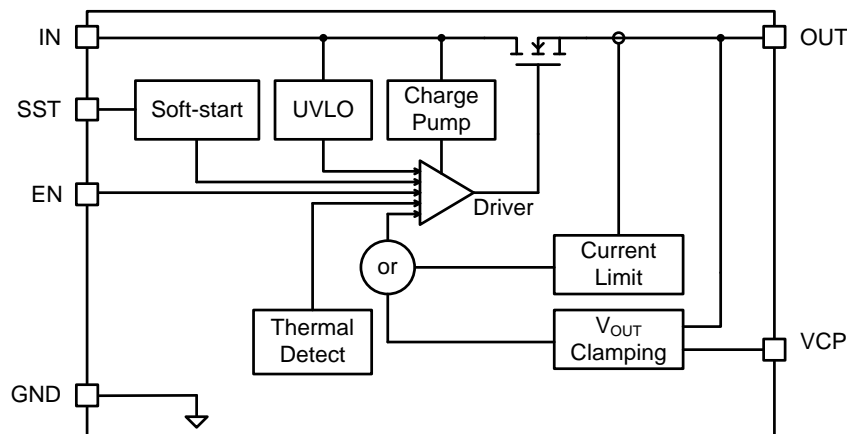 IN
OUT
SST
Soft-start
UVLO
Charge
Pump
EN
Driver
or
Current
Limit
Thermal
Detect
VOUT
Clamping
VCP
GND